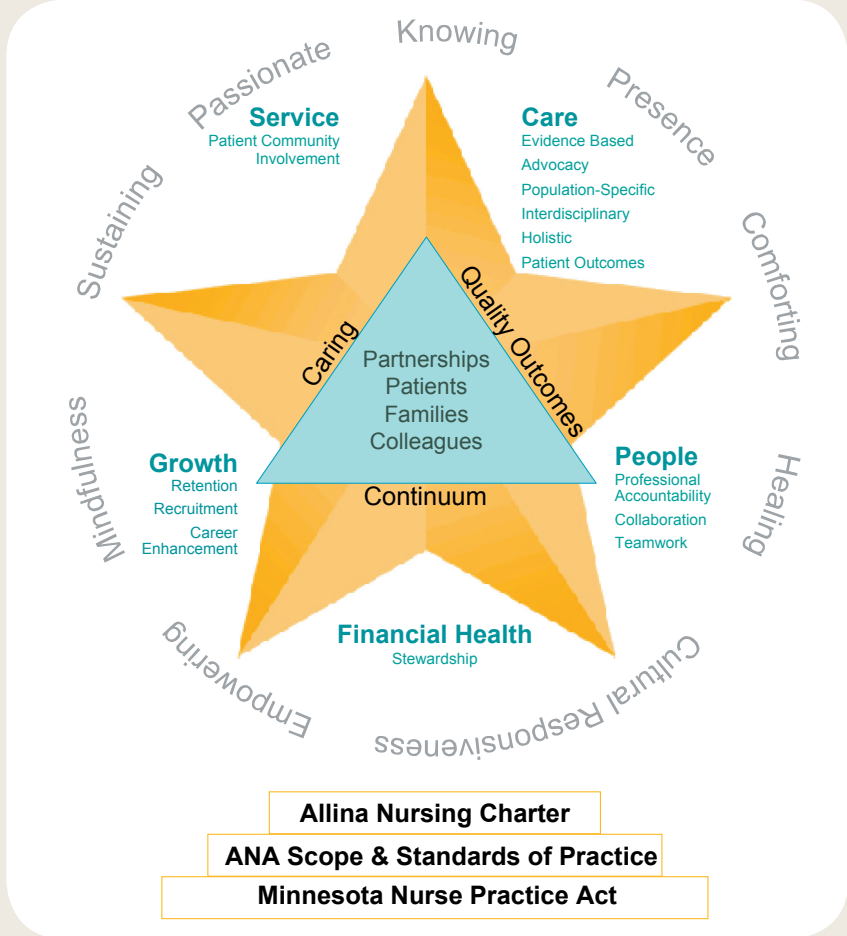 Knowing
Presence
Comforting
Healing
Cultural Responsiveness
Empowering
Mindfulness
Sustaining
Passionate
Service
Patient Community
Involvement
Care
Evidence Based
Advocacy
Population-Specific
Interdisciplinary
Holistic
Patient Outcomes
Caring
Quality Outcomes
Partnerships
Patients
Families
Colleagues
Continuum
Growth
Retention
Recruitment
Career
Enhancement
People
Professional
Accountability
Collaboration
Teamwork
Financial Health
Stewardship
Allina Nursing Charter
ANA Scope & Standards of Practice
Minnesota Nurse Practice Act